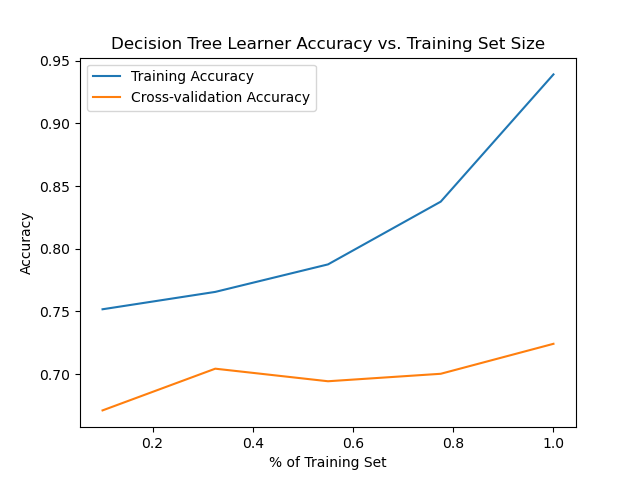 Decision Tree Learner Accuracy vs. Training Set Size
Training Accuracy
Cross-validation Accuracy
0.95
0.90
0.85
0.80
0.75
0.70
Accuracy
0.2 0.4 0.6 0.8 1.0
% of Training Set